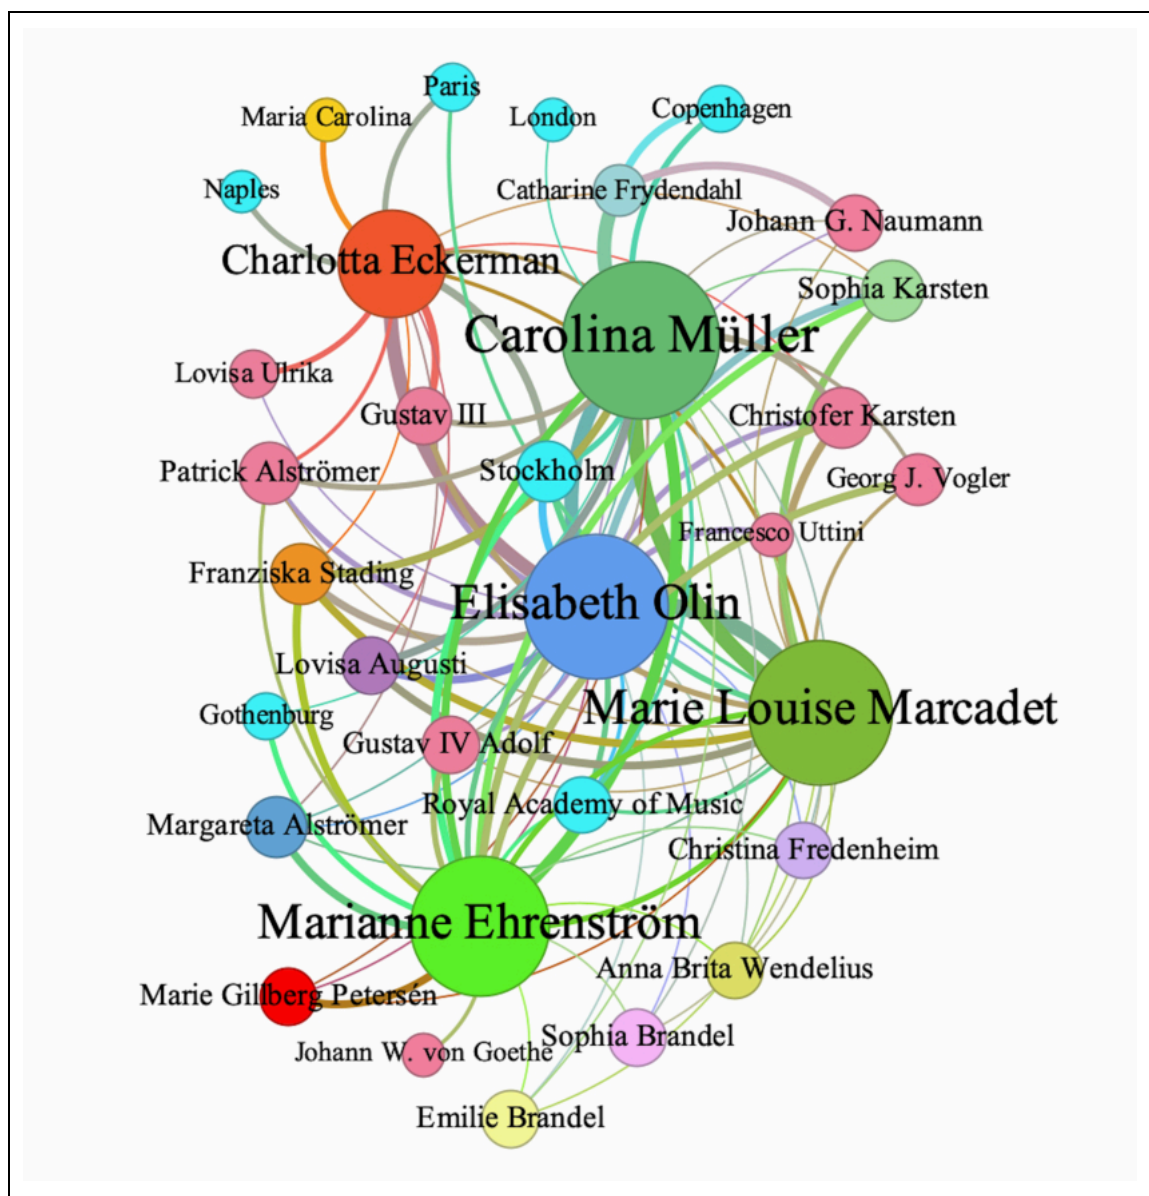 Paris
Maria Carolina
London
Copenhagen
Naples
Catharine Frydendahl
Johann G. Naumann
Charlotta Eckerman
Sophia Karsten
Carolina Müller
Lovisa Ulrika
Gustav III
Christofer Karsten
Patrick Alströmer
Stockholm
Georg J. Vogler
Francesco Uttini
Franziska Stading
Elisabeth Olin
Lovisa Augusti
Marie Louise Marcadet
Gothenburg
Gustav IV Adolf
Royal Academy of Music
Margareta Alströmer
Christina Fredenheim
Marianne Ehrenström
Anna Brita Wendelius
Marie Gillberg Petersén
Sophia Brandel
Johann W. von Goethe
Emilie Brandel